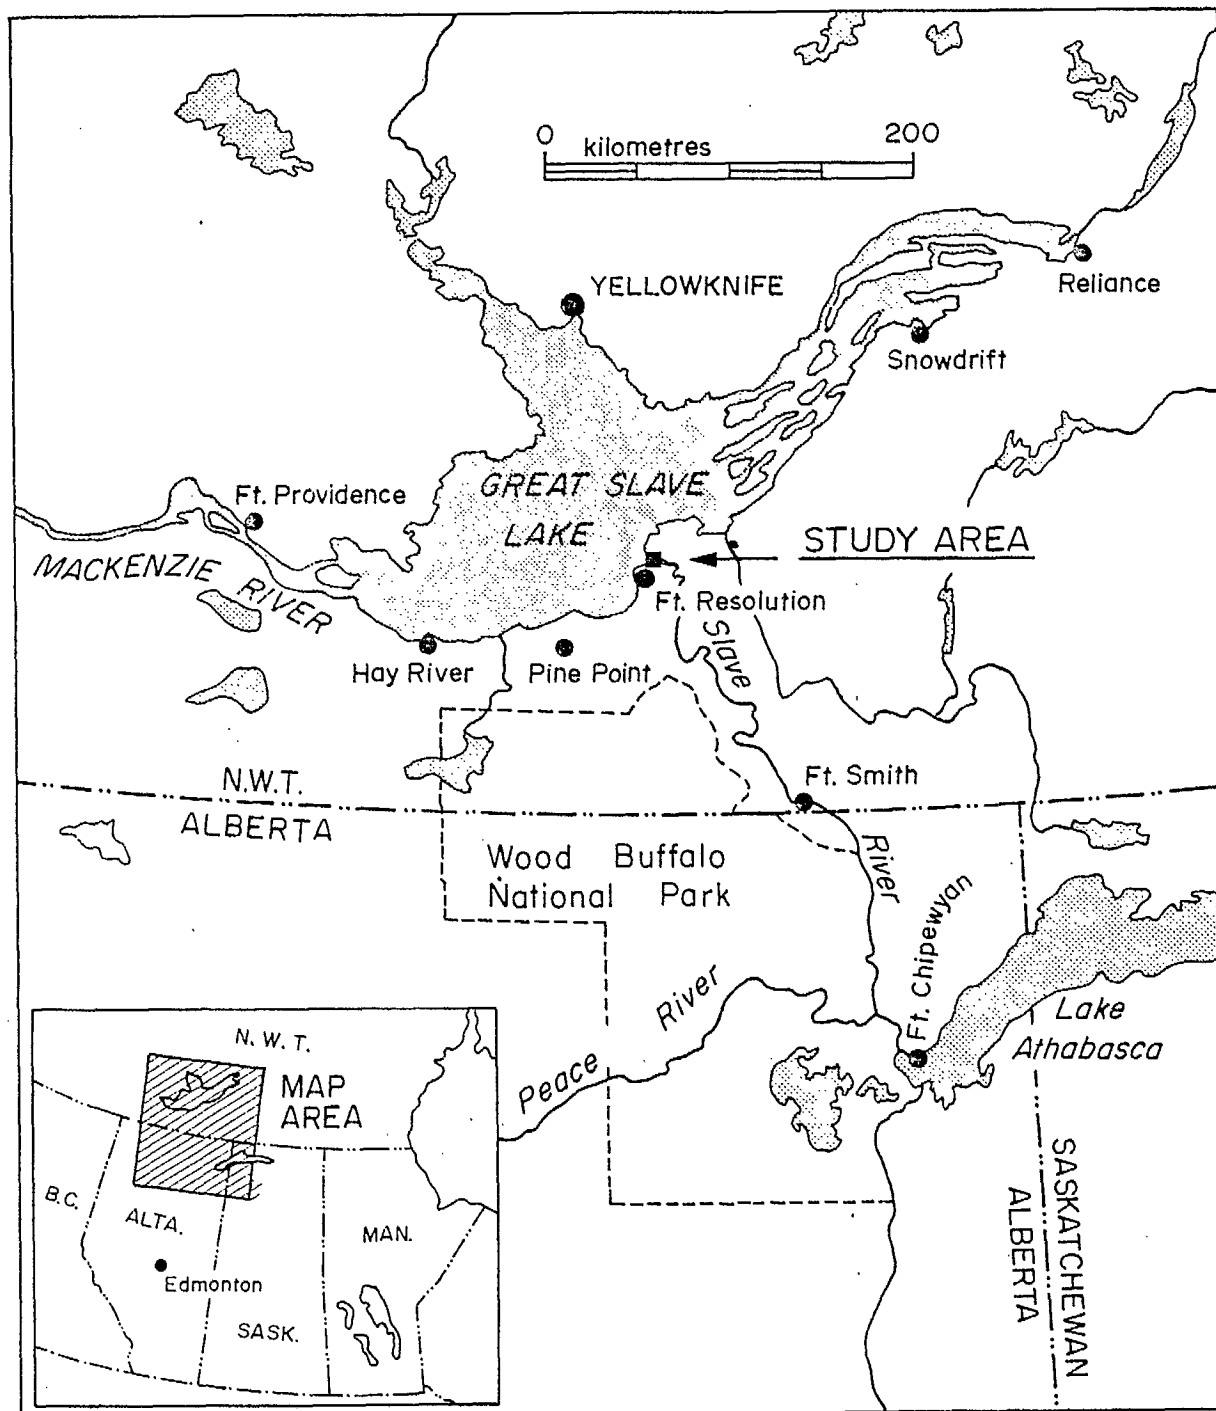 0 200
kilometres
YELLOWKNIFE
Reliance
Snowdrift
GREAT SLAVE
LAKE
Ft. Providence
STUDY AREA
MACKENZIE
RIVER
Ft. Resolution
Slave
Hay River
Pine Point
N.W.T.
ALBERTA
Ft. Smith
River
Wood Buffalo
National Park
Ft. Chipewyan
Peace River
Lake
Athabasca
SASKATCHEWAN
ALBERTA
N. W. T.
MAP
AREA
B.C.
ALTA.
MAN.
Edmonton
SASK.